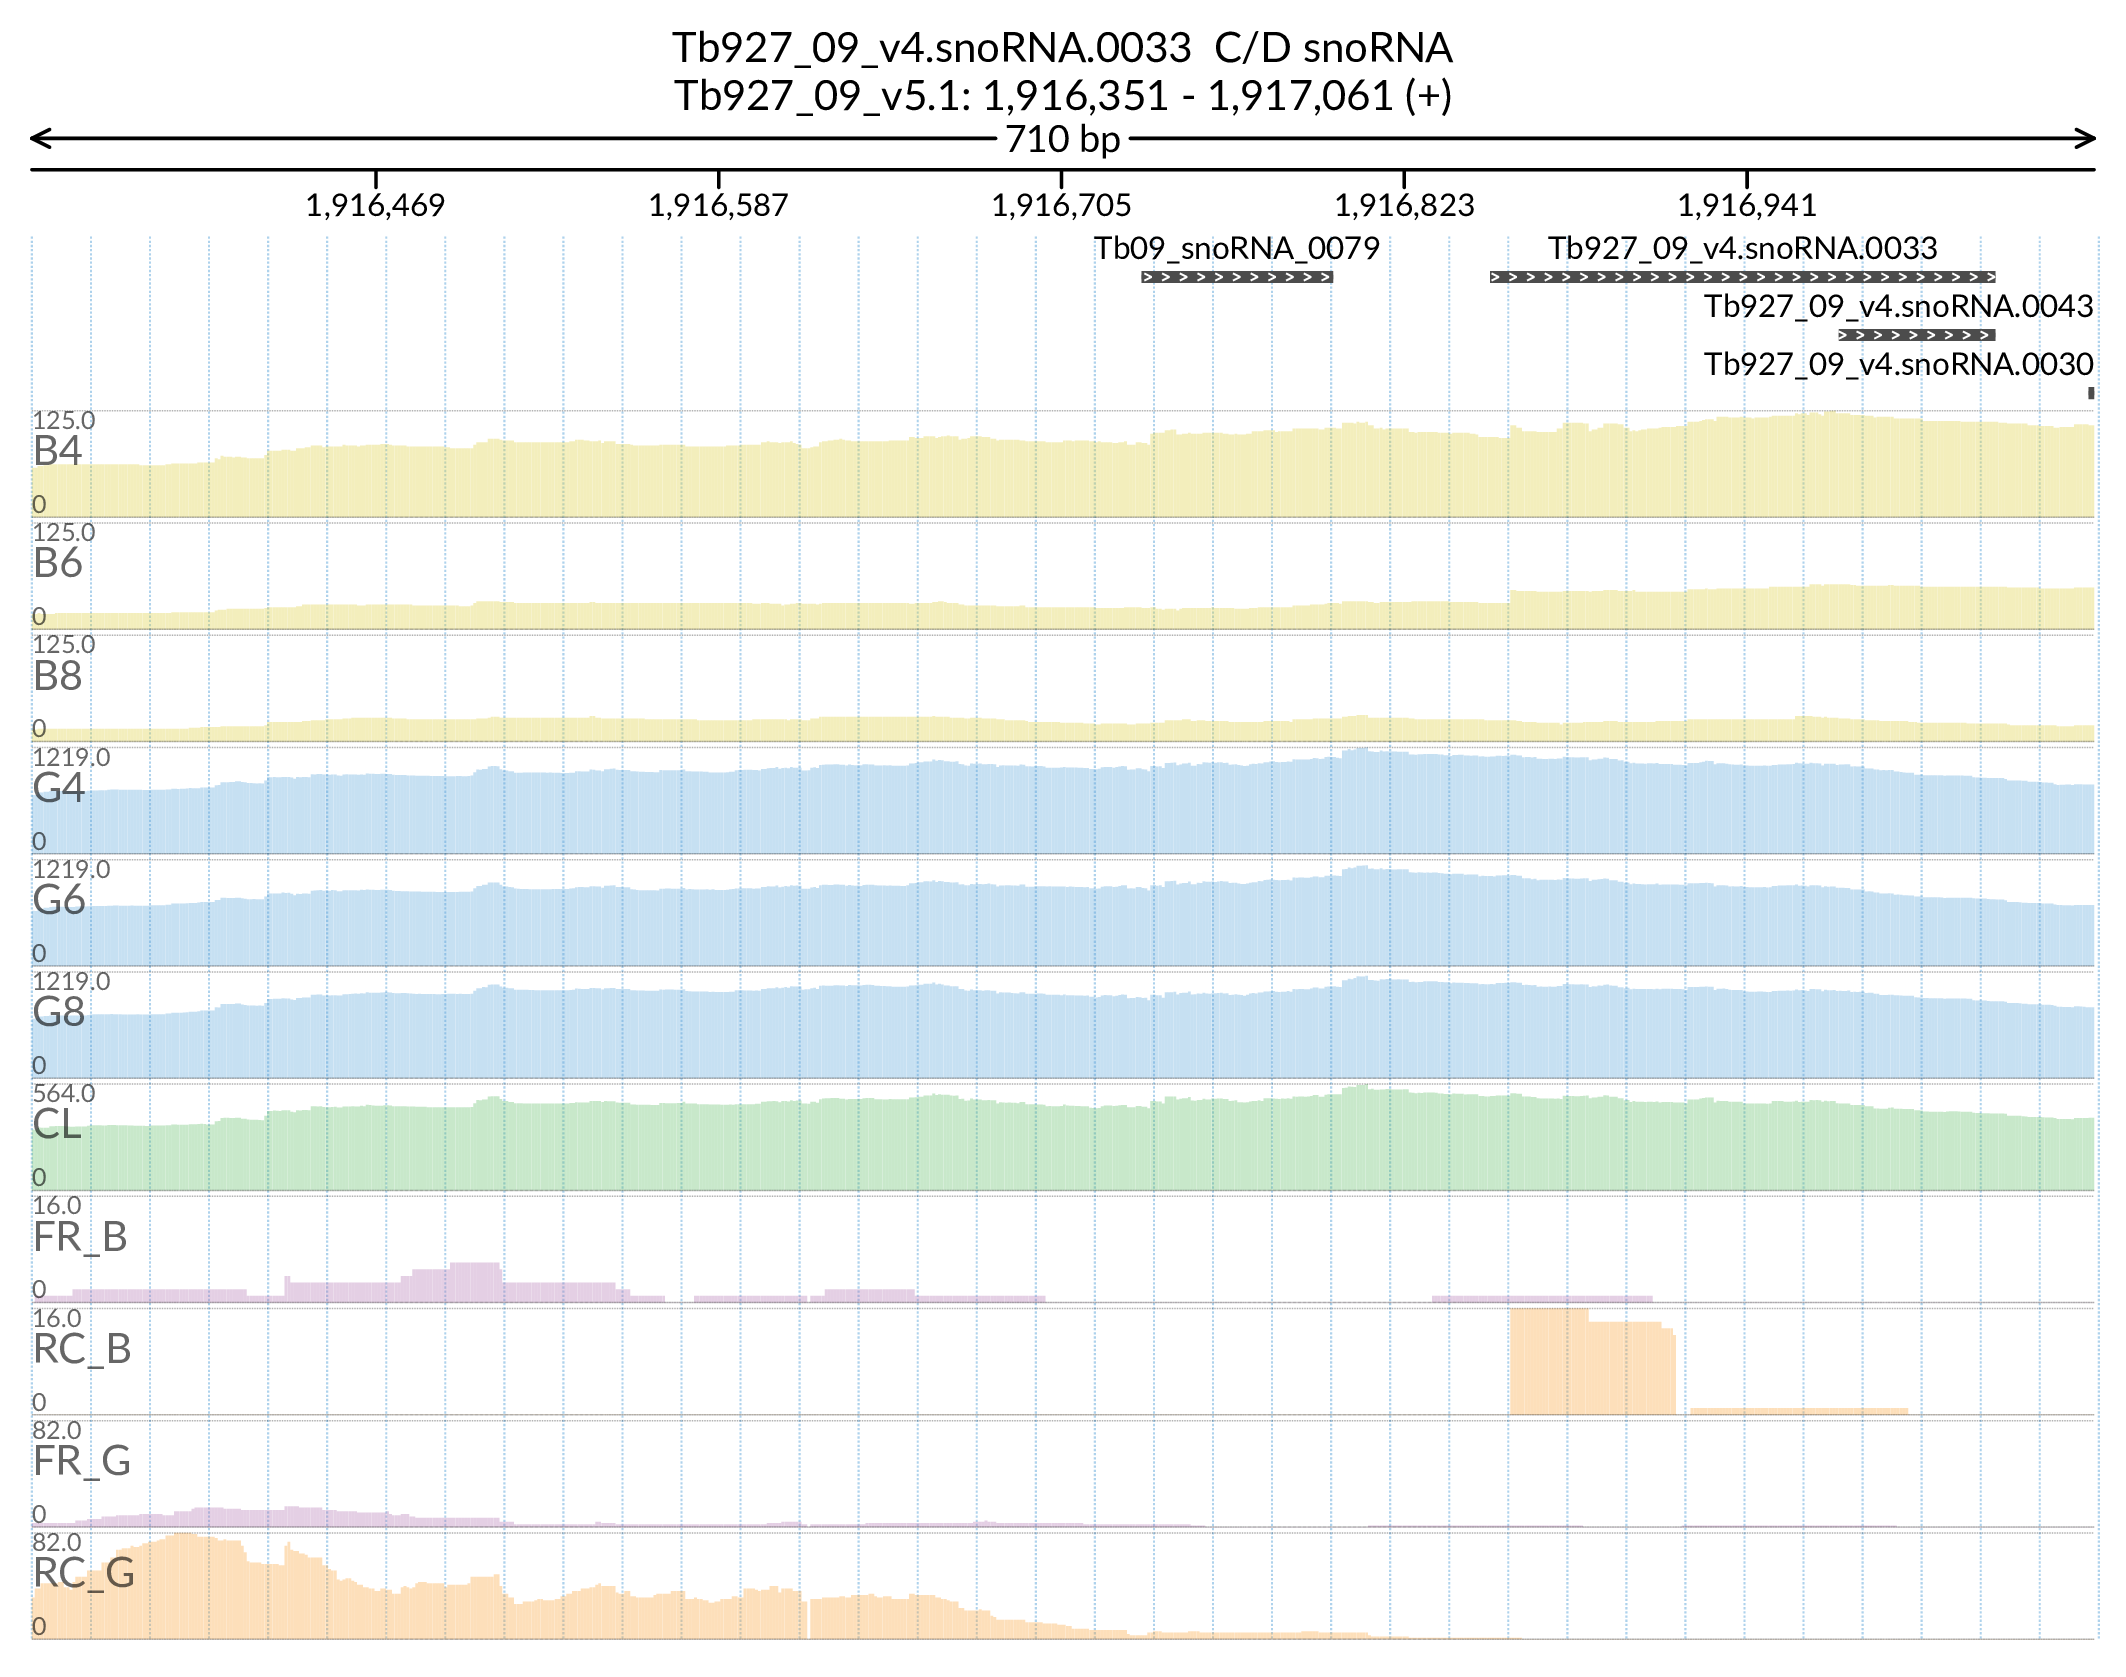 Tb927_09_v4.snoRNA.0033  C/D snoRNA
Tb927_09_v5.1: 1,916,351 - 1,917,061 (+)
710 bp
1,916,469 1,916,587 1,916,705 1,916,823 1,916,941
Tb09_snoRNA_0079 Tb927_09_v4.snoRNA.0033
Tb927_09_v4.snoRNA.0043
Tb927_09_v4.snoRNA.0030
125.0
B4
0
125.0
B6
0
125.0
B8
0
1219.0
G4
0
1219.0
G6
0
1219.0
G8
0
564.0
CL
0
16.0
FR_B
0
16.0
RC_B
0
82.0
FR_G
0
82.0
RC_G
0